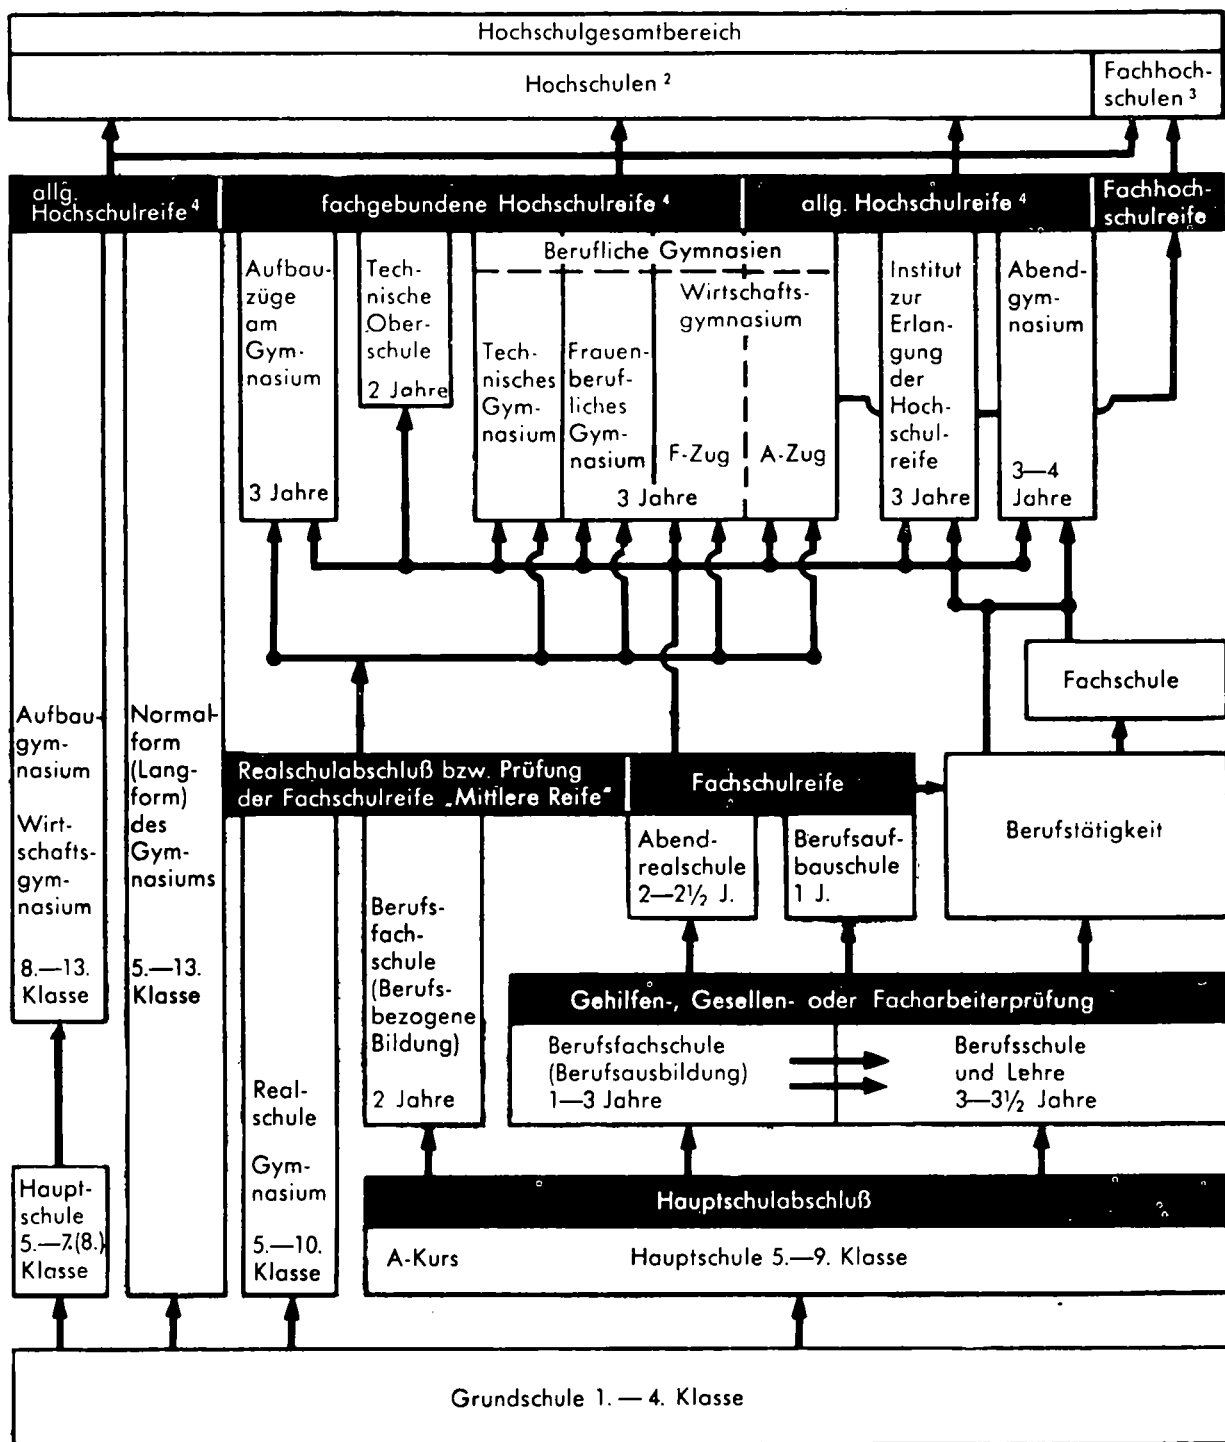 Hochschulgesamtbereich
Hochschulen ²
Fachhoch-
schulen ³
allg.
Hochschulreife ⁴
fachgebundene Hochschulreife ⁴
allg. Hochschulreife ⁴
Fachhoch-
schulreife
Aufbau-
züge
am
Gym-
nasium
3 Jahre
Tech-
nische
Ober-
schule
2 Jahre
Berufliche Gymnasien
Tech-
nisches
Gym-
nasium
Frauen-
beruf-
liches
Gym-
nasium
Wirtschafts-
gymnasium
F-Zug
A-Zug
3 Jahre
Institut
zur
Erlan-
gung
der
Hoch-
schul-
reife
3 Jahre
Abend-
gym-
nasium
3—4
Jahre
Fachschule
Aufbau-
gym-
nasium
Wirt-
schafts-
gym-
nasium
8.—13.
Klasse
Normal-
form
(Lang-
form)
des
Gym-
nasiums
5.—13.
Klasse
Realschulabschluß bzw. Prüfung
der Fachschulreife „Mittlere Reife"
Fachschulreife
Berufstätigkeit
Abend-
realschule
2—2½ J.
Berufsauf-
bauschule
1 J.
Berufs-
fach-
schule
(Berufs-
bezogene
Bildung)
2 Jahre
Gehilfen-, Gesellen- oder Facharbeiterprüfung
Berufsfachschule
(Berufsausbildung)
1—3 Jahre
Berufsschule
und Lehre
3—3½ Jahre
Real-
schule
Gym-
nasium
5.—10.
Klasse
Haupt-
schule
5.—7.(8.)
Klasse
Hauptschulabschluß
A-Kurs
Hauptschule 5.—9. Klasse
Grundschule 1. — 4. Klasse